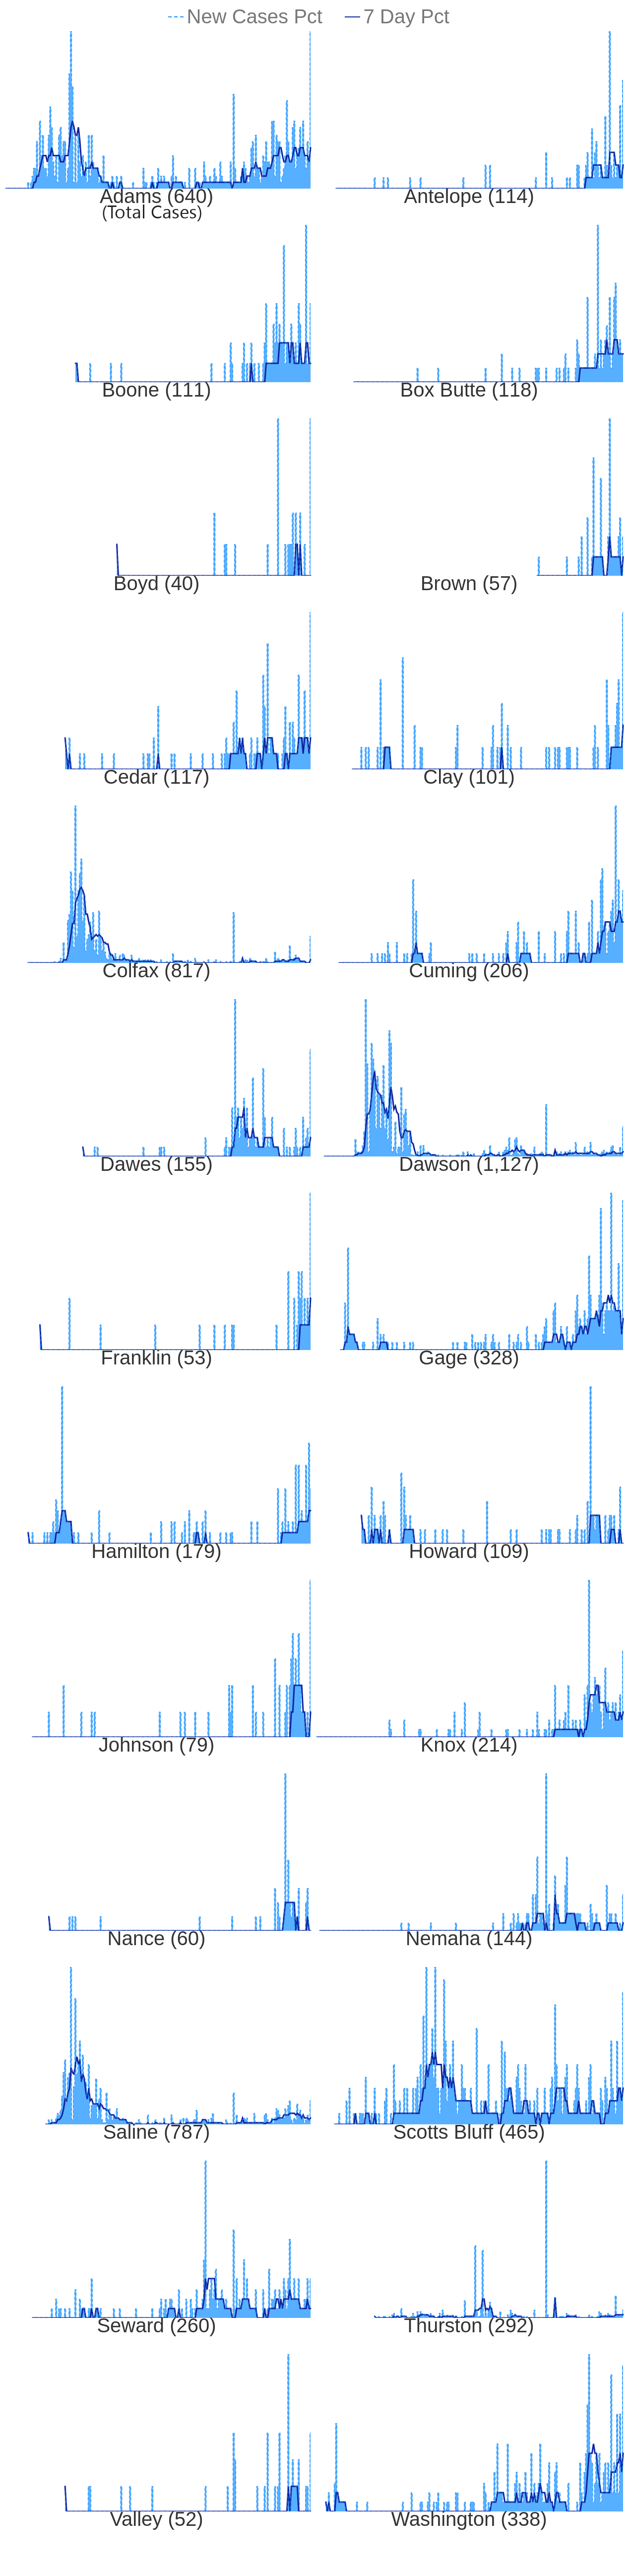 New Cases Pct 7 Day Pct
Adams (640) Antelope (114)
(Total Cases)
Boone (111) Box Butte (118)
Boyd (40) Brown (57)
Cedar (117) Clay (101)
Colfax (817) Cuming (206)
Dawes (155) Dawson (1,127)
Franklin (53) Gage (328)
Hamilton (179) Howard (109)
Johnson (79) Knox (214)
Nance (60) Nemaha (144)
Saline (787) Scotts Bluff (465)
Seward (260) Thurston (292)
Valley (52) Washington (338)